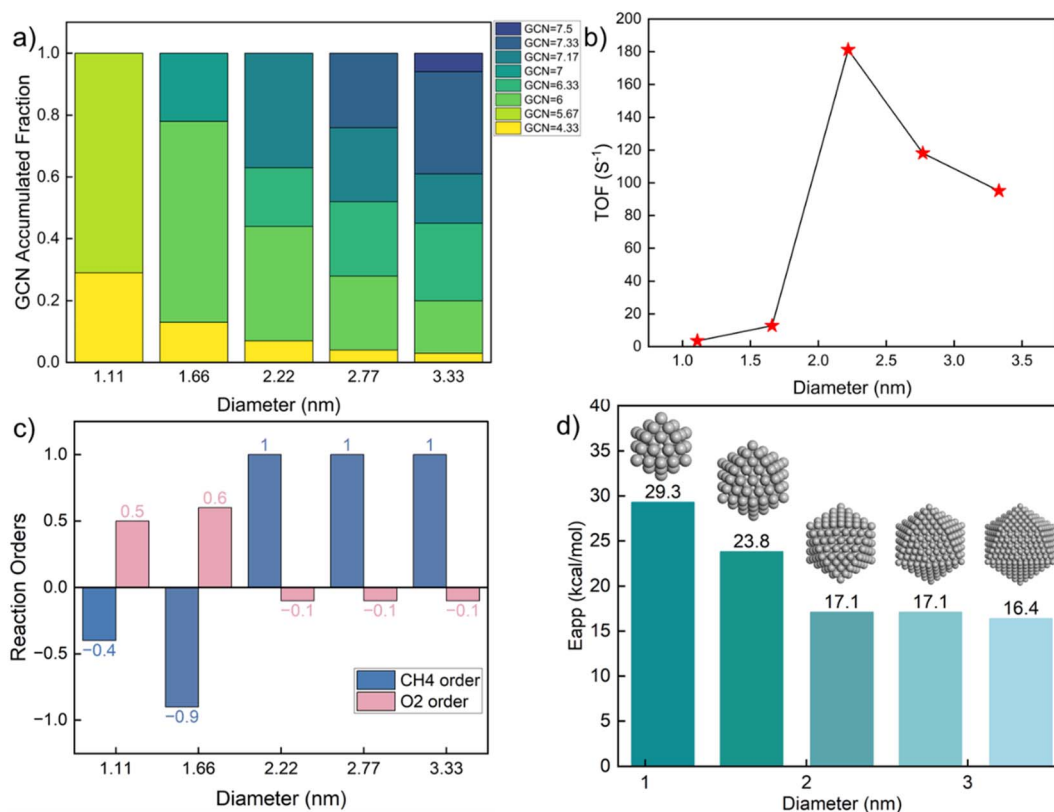 a)
GCN Accumulated Fraction
1.0
0.8
0.6
0.4
0.2
0.0
1.11 1.66 2.22 2.77 3.33
Diameter (nm)
GCN=7.5
GCN=7.33
GCN=7.17
GCN=7
GCN=6.33
GCN=6
GCN=5.67
GCN=4.33
b)
TOF (S⁻¹)
200
180
160
140
120
100
80
60
40
20
0
1.0 1.5 2.0 2.5 3.0 3.5
Diameter (nm)
c)
Reaction Orders
1.0
0.5
0.0
−0.5
−1.0
−0.4 0.5
−0.9 0.6
1 −0.1
1 −0.1
1 −0.1
CH4 order
O2 order
1.11 1.66 2.22 2.77 3.33
Diameter (nm)
d)
Eapp (kcal/mol)
40
35
30
25
20
15
10
5
0
29.3
23.8
17.1
17.1
16.4
1 2 3
Diameter (nm)